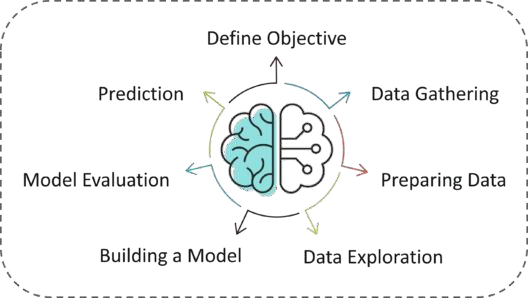 Define Objective
Data Gathering
Preparing Data
Data Exploration
Building a Model
Model Evaluation
Prediction